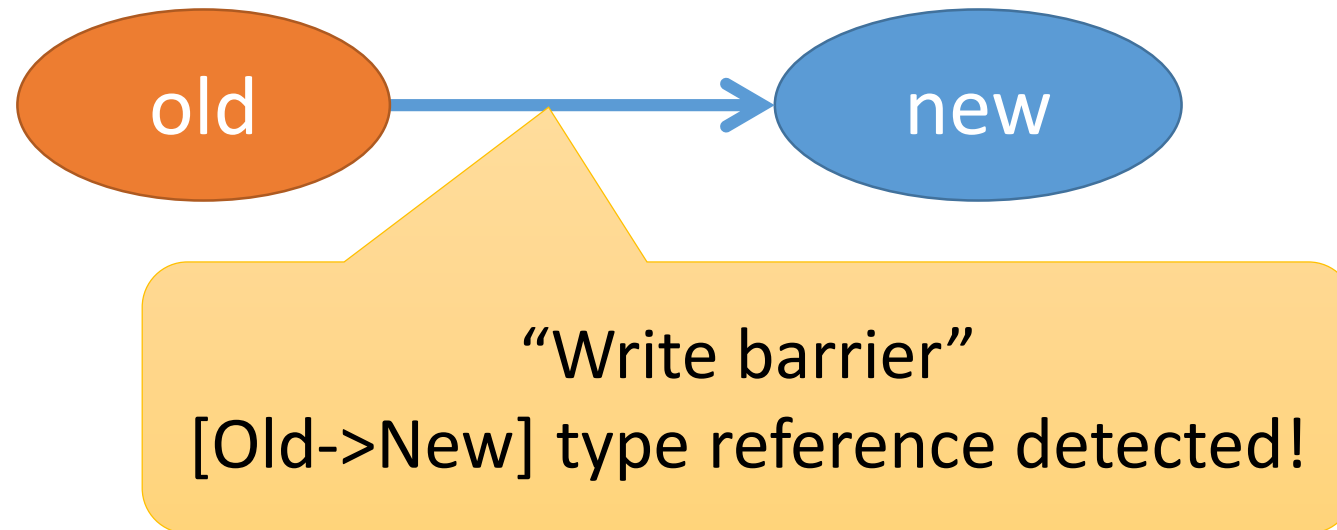 old
new
“Write barrier”
[Old->New] type reference detected!